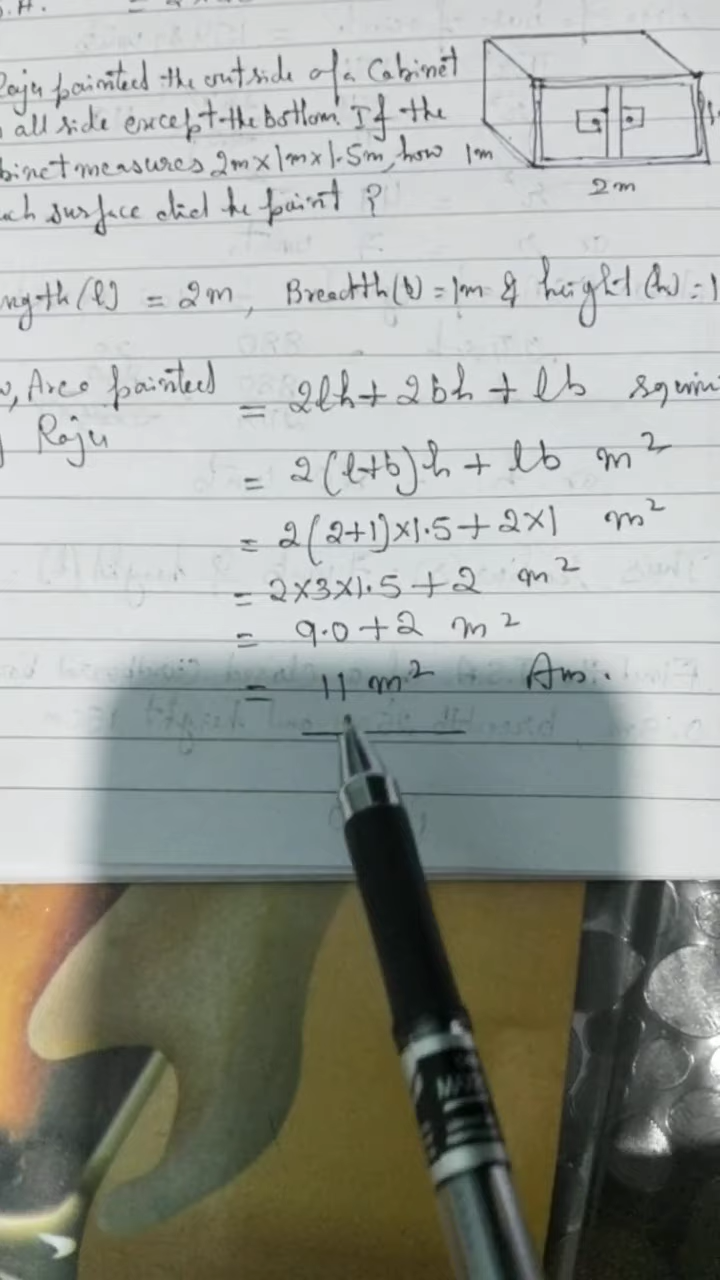 Raju painted the outside of a Cabinet
all side except the bottom. If the
binet measures 2m×1m×1.5m, how
ch surface did he paint ?
1m
2m
ngth (l) = 2m, Breadth (b) = 1m & height (h) = 1
, Area painted = 2lh + 2bh + lb
Raju
= 2(l+b)h + lb m²
= 2(2+1)×1.5 + 2×1 m²
= 2×3×1.5 + 2 m²
= 9.0 + 2 m²
= 11 m² Ans.